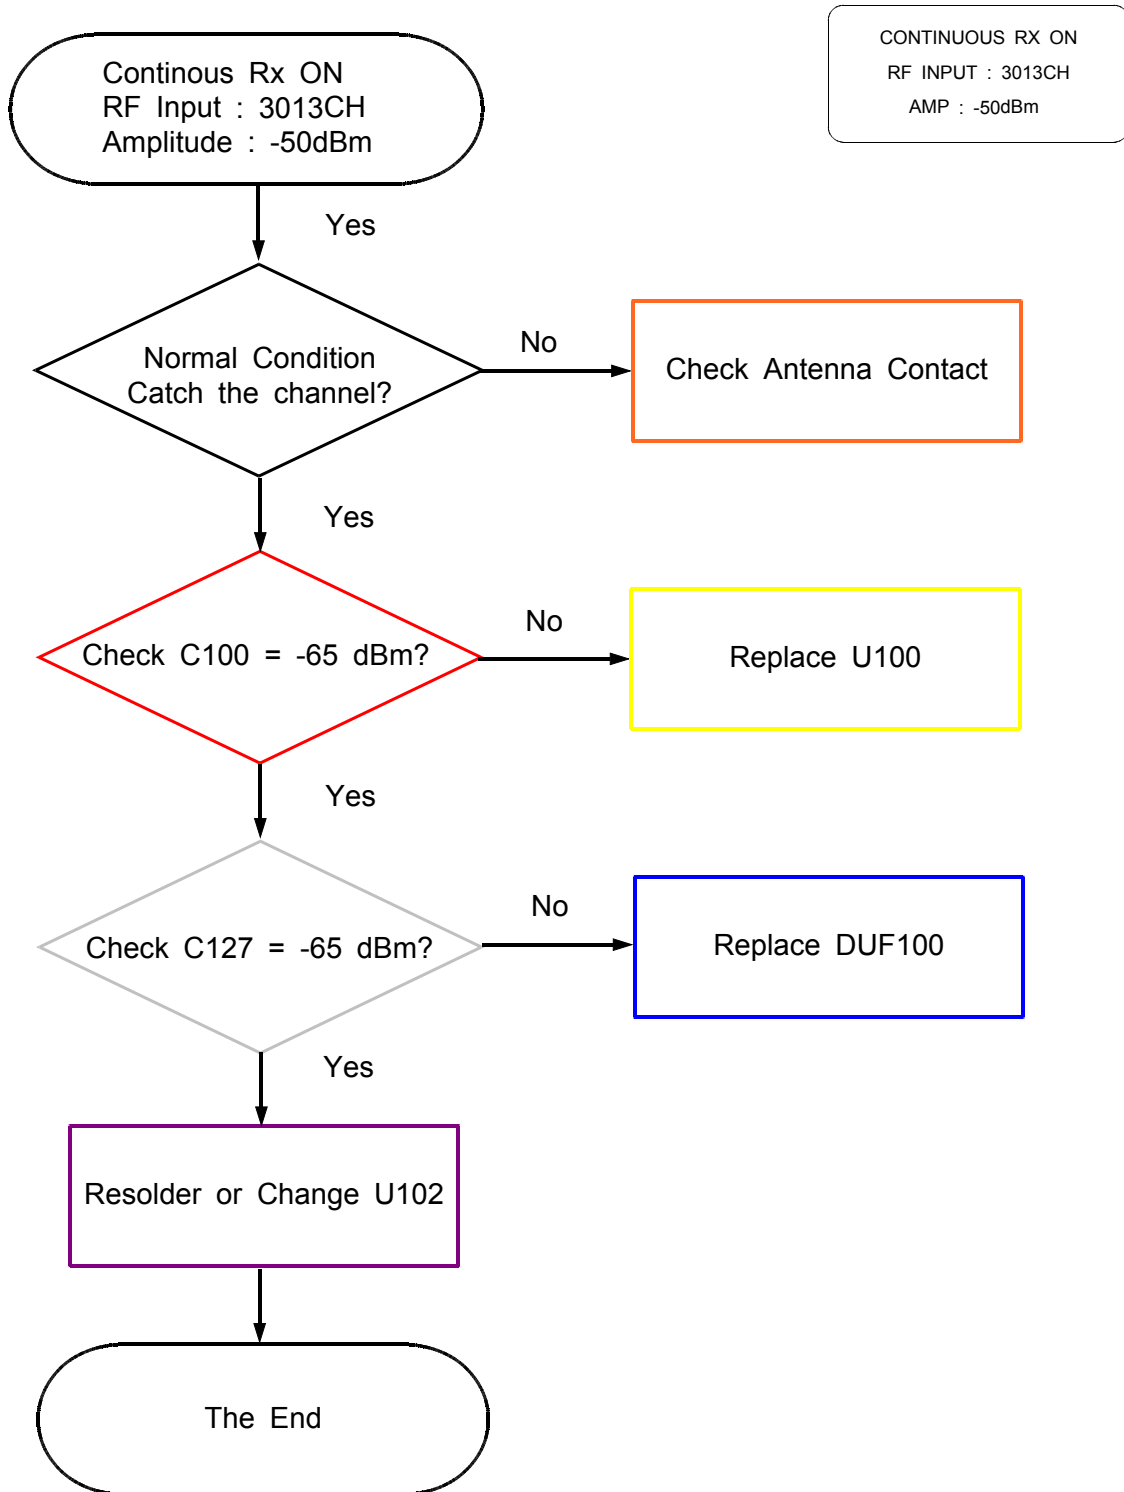 Continous Rx ON
RF Input : 3013CH
Amplitude : -50dBm
CONTINUOUS RX ON
RF INPUT : 3013CH
AMP : -50dBm
Yes
Normal Condition
Catch the channel?
No
Check Antenna Contact
Yes
Check C100 = -65 dBm?
No
Replace U100
Yes
Check C127 = -65 dBm?
No
Replace DUF100
Yes
Resolder or Change U102
The End